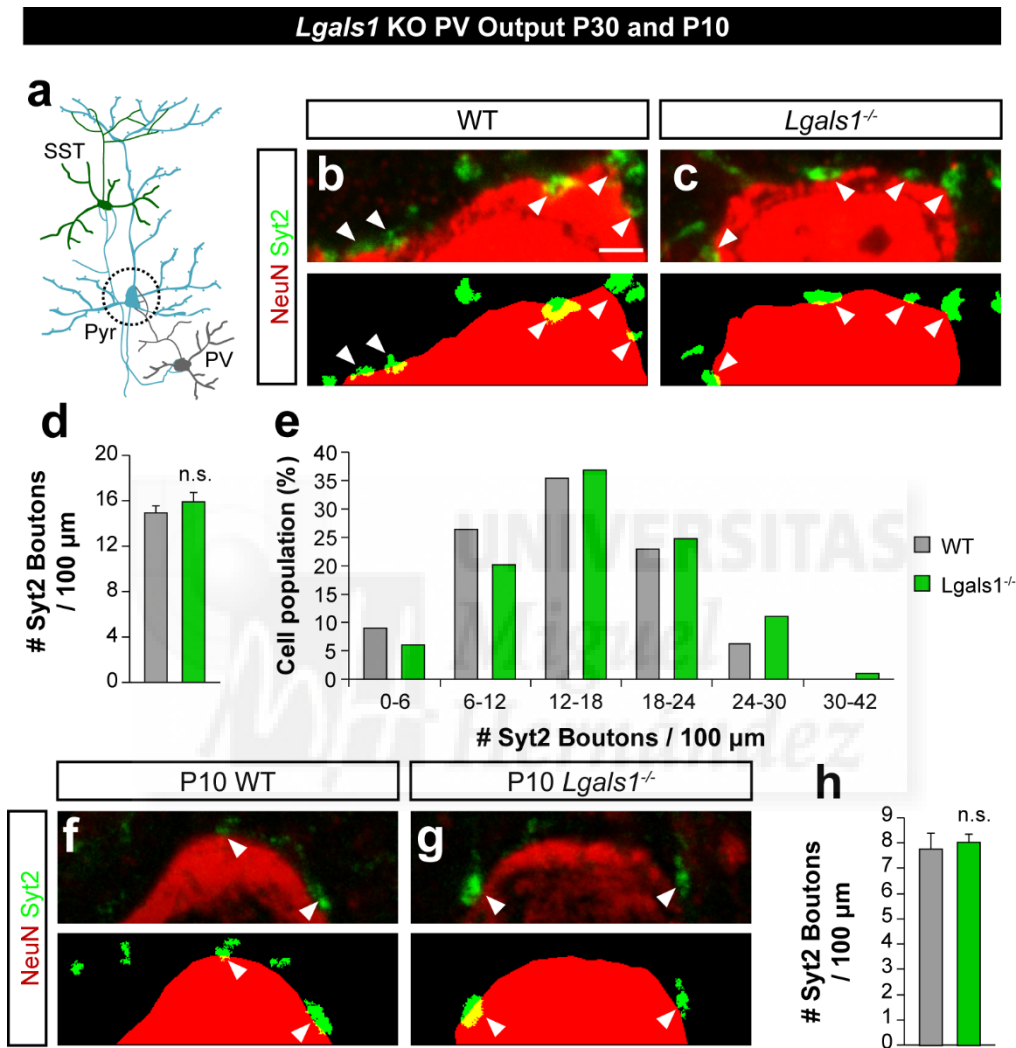 Lgals1 KO PV Output P30 and P10
a
SST
Pyr
PV
WT
Lgals1-/-
NeuN Syt2
b
c
d
# Syt2 Boutons
/ 100 µm
20
16
12
8
4
0
n.s.
e
Cell population (%)
40
35
30
25
20
15
10
5
0
0-6
6-12
12-18
18-24
24-30
30-42
# Syt2 Boutons / 100 µm
WT
Lgals1-/-
UNIVERSITAS
Miguel
Hernández
P10 WT
P10 Lgals1-/-
NeuN Syt2
f
g
h
# Syt2 Boutons
/ 100 µm
9
8
7
6
5
4
3
2
1
0
n.s.